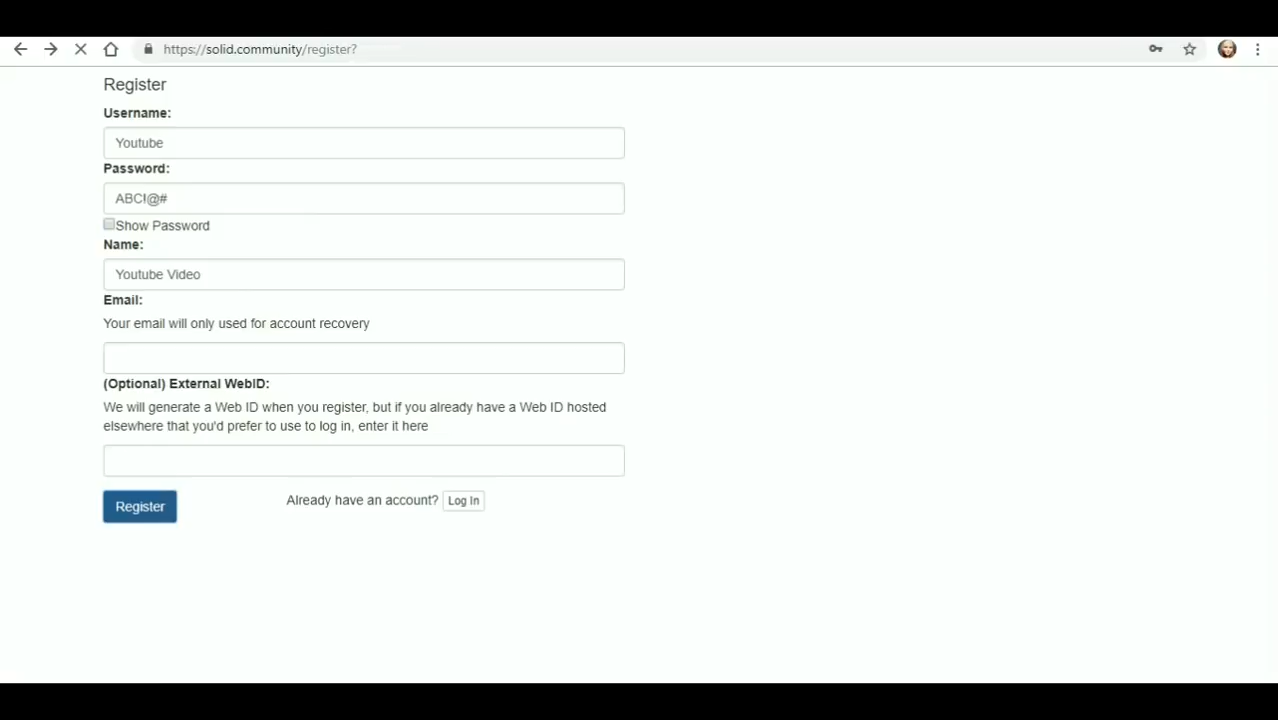 https://solid.community/register?
Register
Username:
Youtube
Password:
ABC!@#
Show Password
Name:
Youtube Video
Email:
Your email will only used for account recovery
(Optional) External WebID:
We will generate a Web ID when you register, but if you already have a Web ID hosted
elsewhere that you'd prefer to use to log in, enter it here
Register
Already have an account? Log In